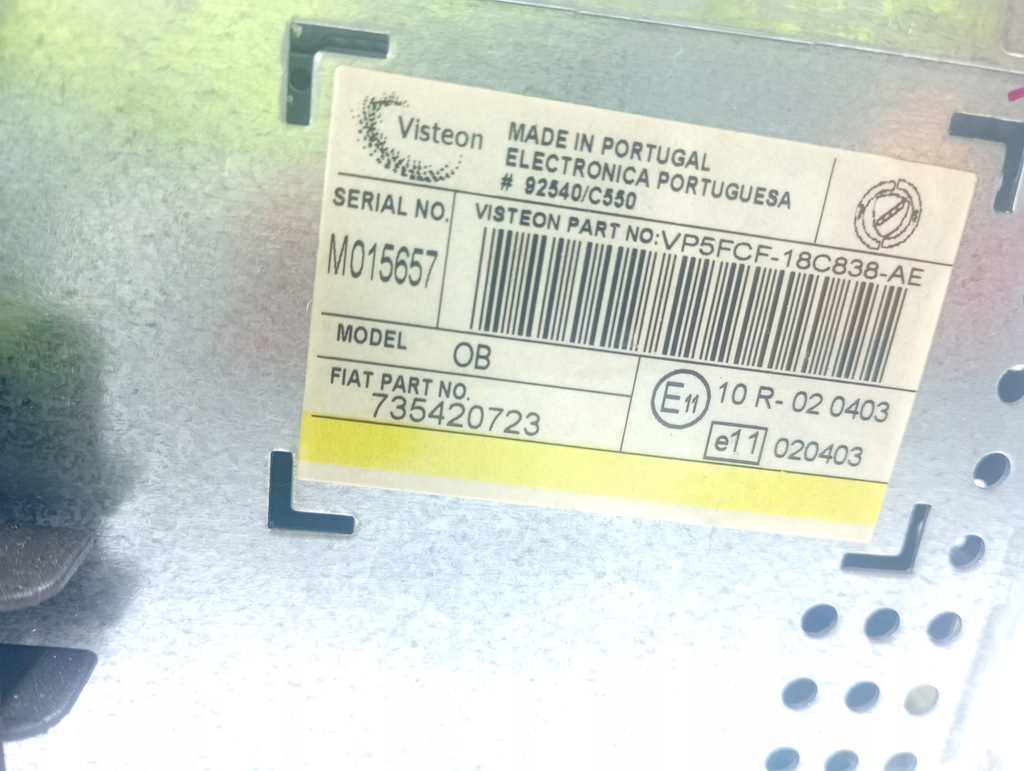 Visteon
MADE IN PORTUGAL
ELECTRONICA PORTUGUESA
# 92540/C550
SERIAL NO.
M015657
VISTEON PART NO:VP5FCF-18C838-AE
MODEL OB
FIAT PART NO.
735420723
E11 10 R- 02 0403
e11 020403